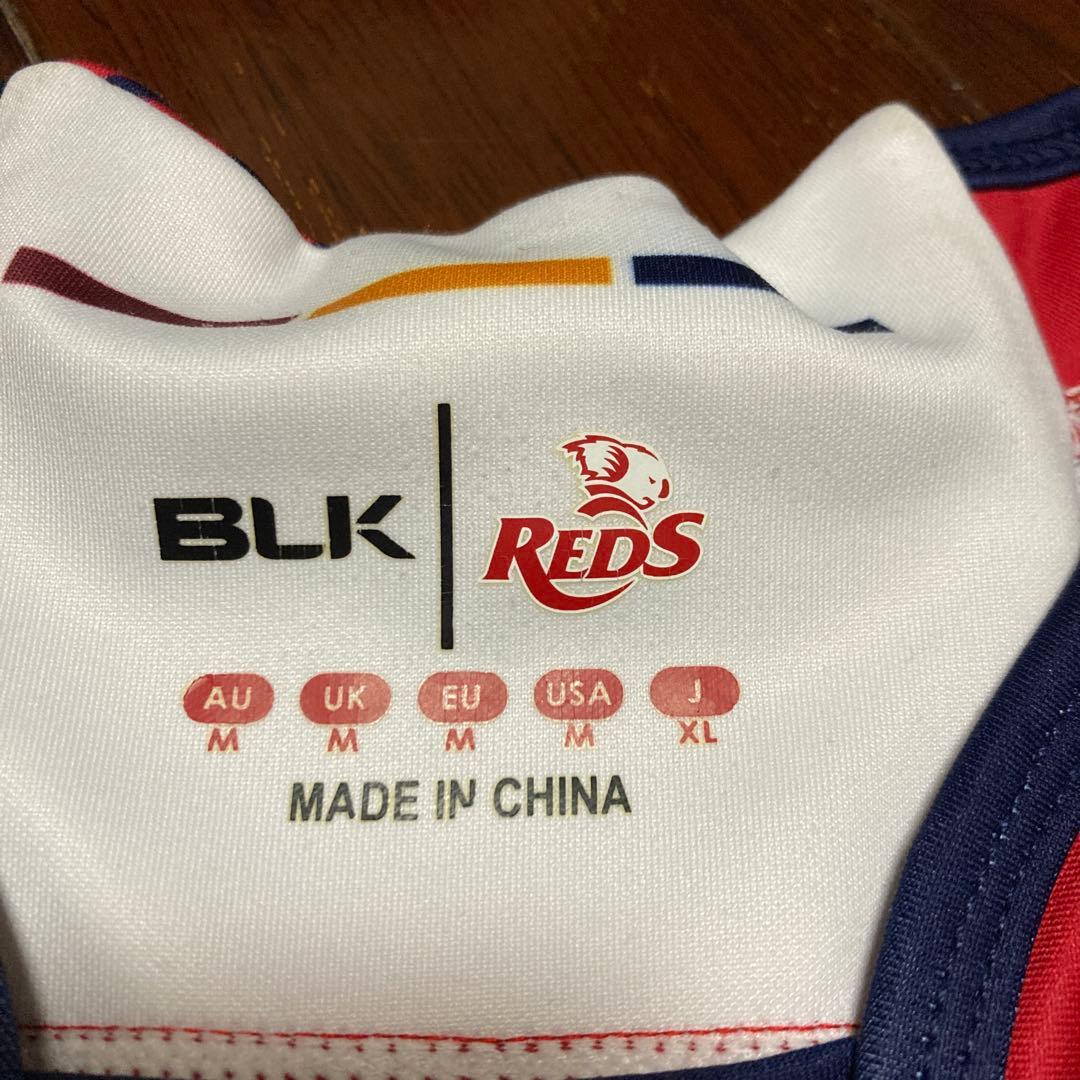 BLK REDS
AU UK EU USA J
M M M M XL
MADE IN CHINA